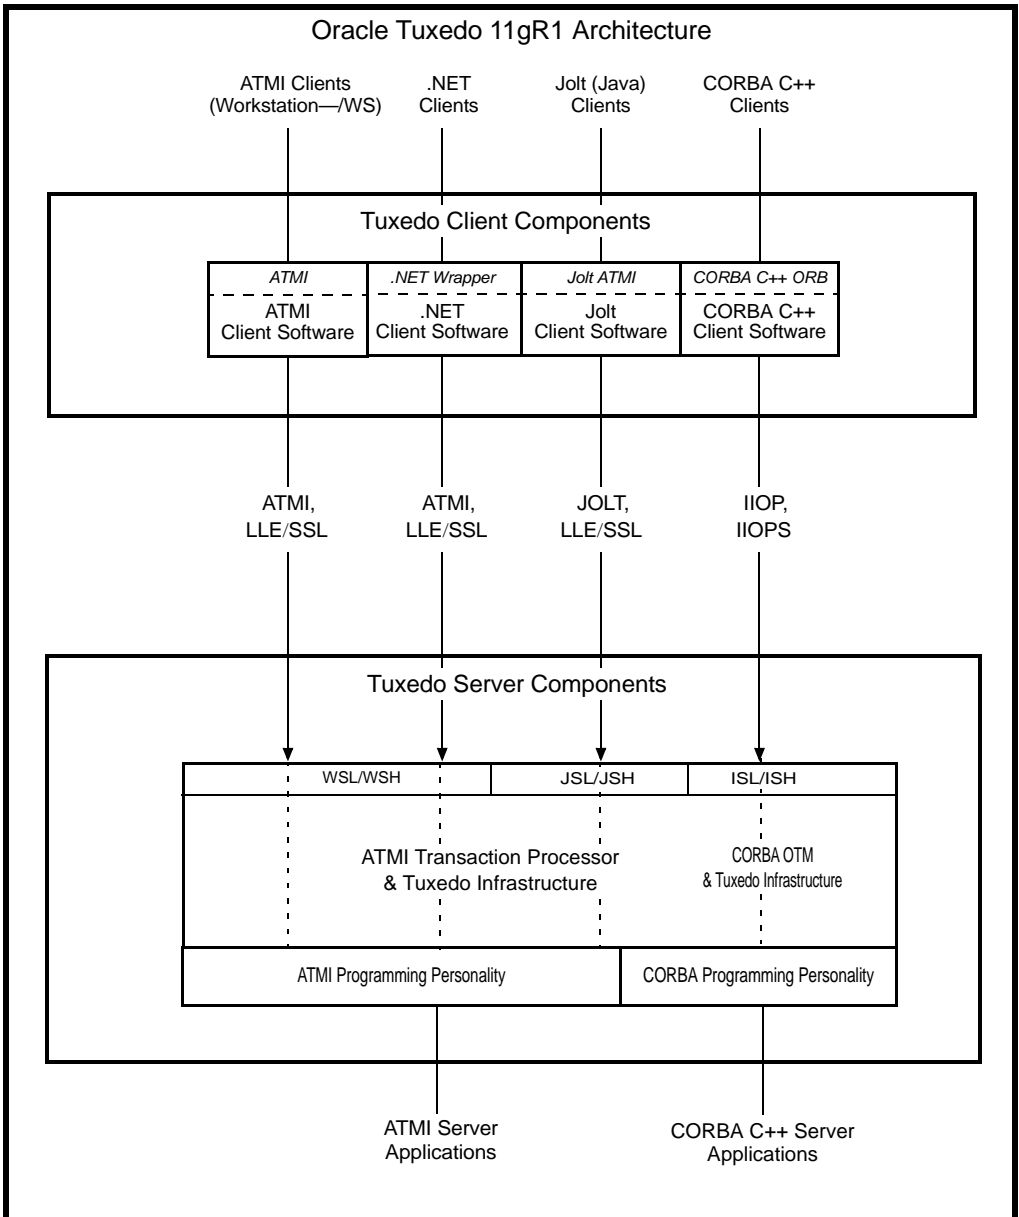 Oracle Tuxedo 11gR1 Architecture
ATMI Clients
(Workstation—/WS)
.NET
Clients
Jolt (Java)
Clients
CORBA C++
Clients
Tuxedo Client Components
ATMI
ATMI
Client Software
.NET Wrapper
.NET
Client Software
Jolt ATMI
Jolt
Client Software
CORBA C++ ORB
CORBA C++
Client Software
ATMI,
LLE/SSL
ATMI,
LLE/SSL
JOLT,
LLE/SSL
IIOP,
IIOPS
Tuxedo Server Components
WSL/WSH
JSL/JSH
ISL/ISH
ATMI Transaction Processor
& Tuxedo Infrastructure
CORBA OTM
& Tuxedo Infrastructure
ATMI Programming Personality
CORBA Programming Personality
ATMI Server
Applications
CORBA C++ Server
Applications